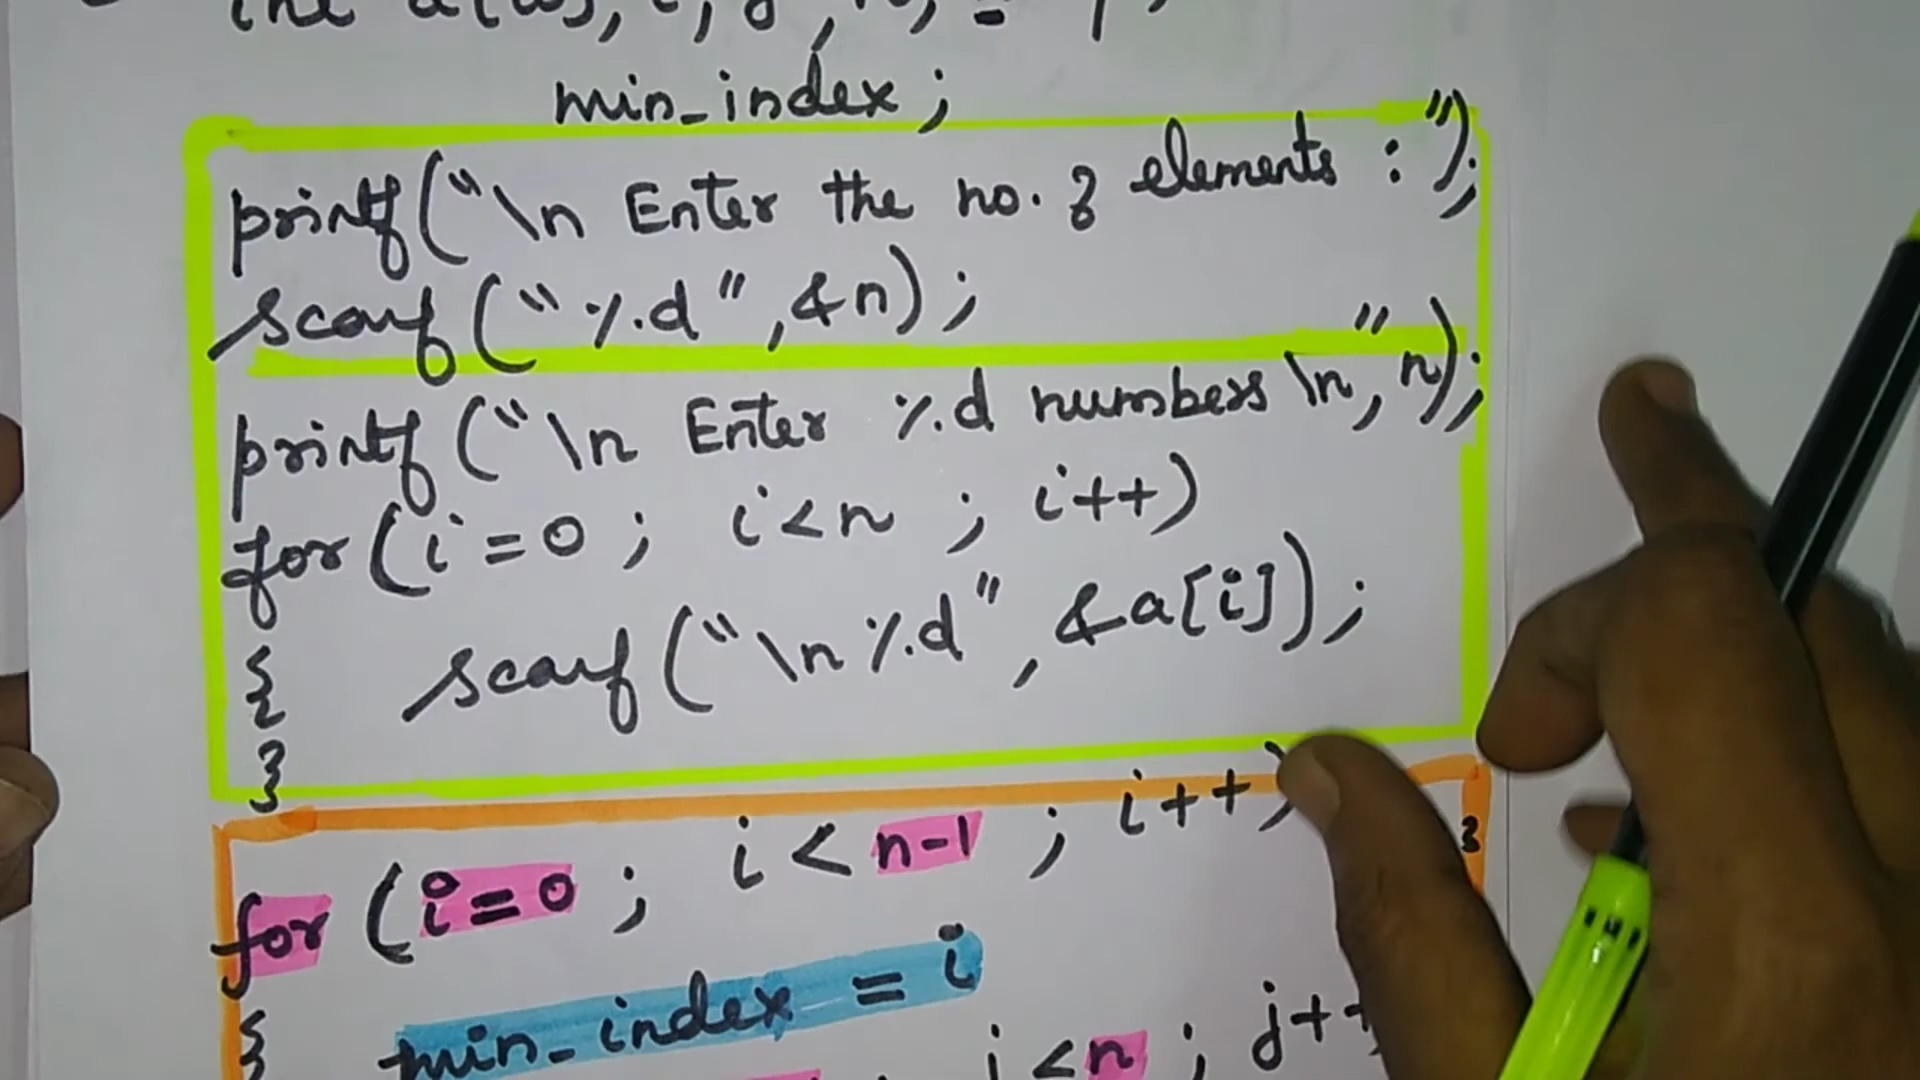 min_index;
printf("\n Enter the no. of elements :");
scanf("%d",&n);
printf("\n Enter %d numbers \n",n);
for(i=0; i<n ; i++)
{ scanf("\n%d",&a[i]);
}
for (i=0; i<n-1 ; i++)
{ min_index = i
i<n ; j++